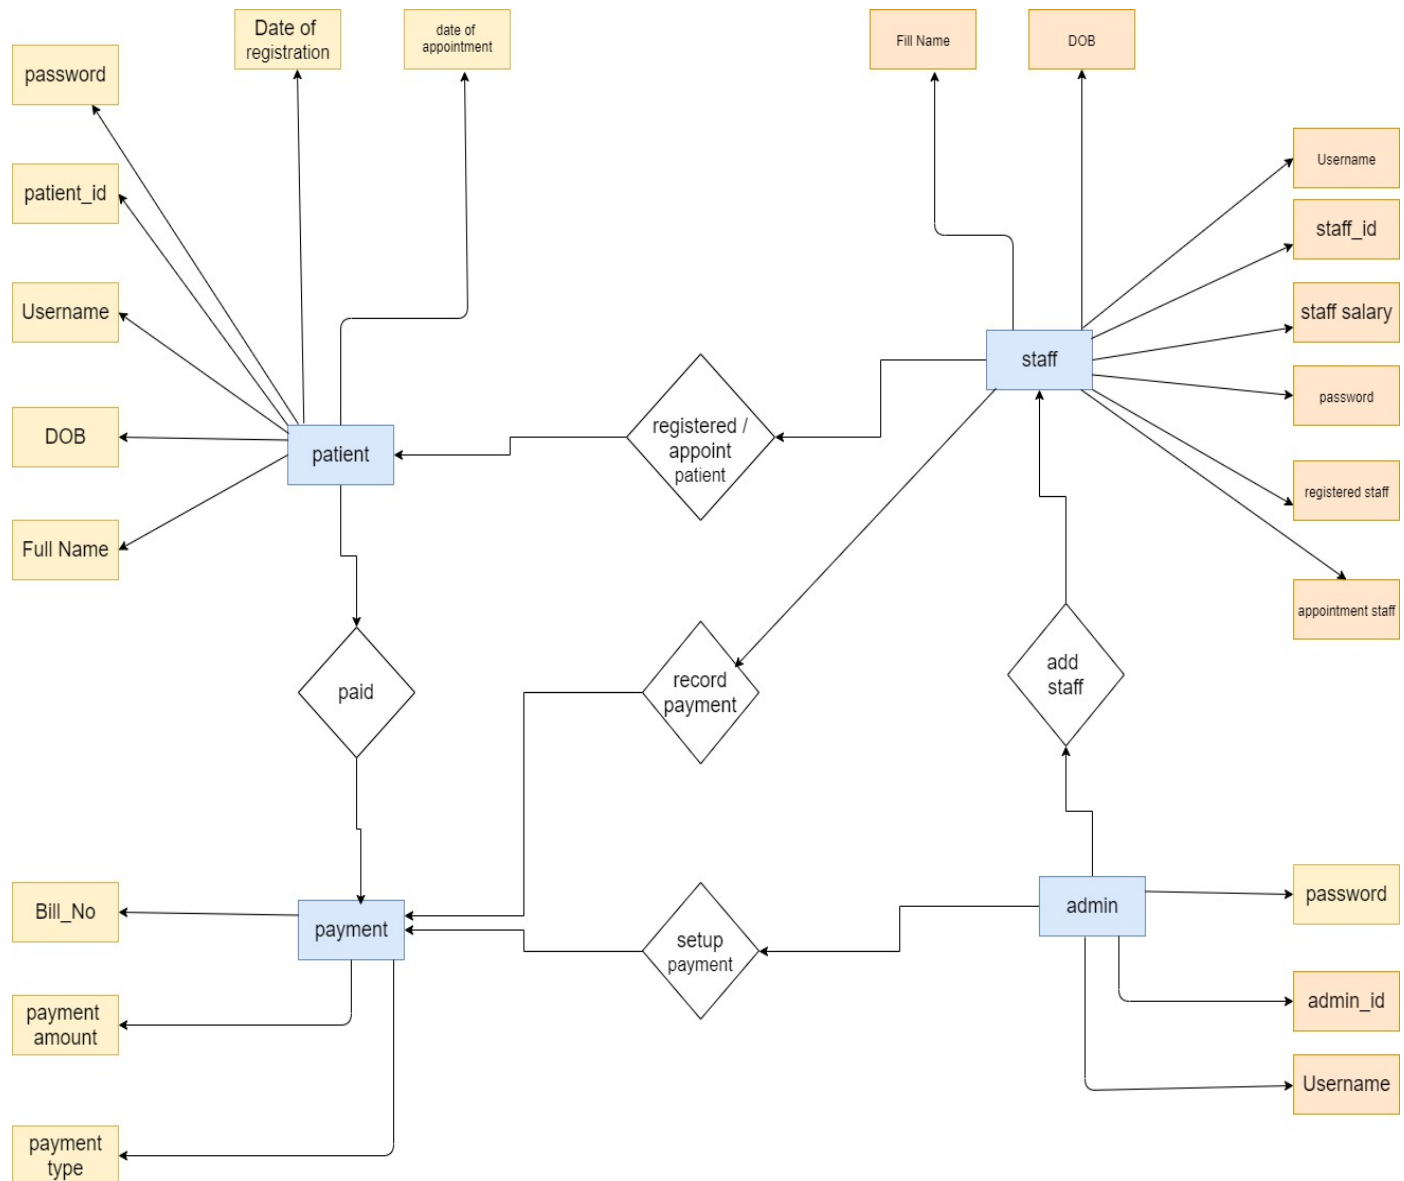 Date of
registration
date of
appointment
Fill Name
DOB
password
Username
patient_id
staff_id
Username
staff salary
staff
password
DOB
registered /
appoint
patient
patient
registered staff
Full Name
appointment staff
paid
record
payment
add
staff
password
Bill_No
admin
payment
setup
payment
admin_id
payment
amount
Username
payment
type